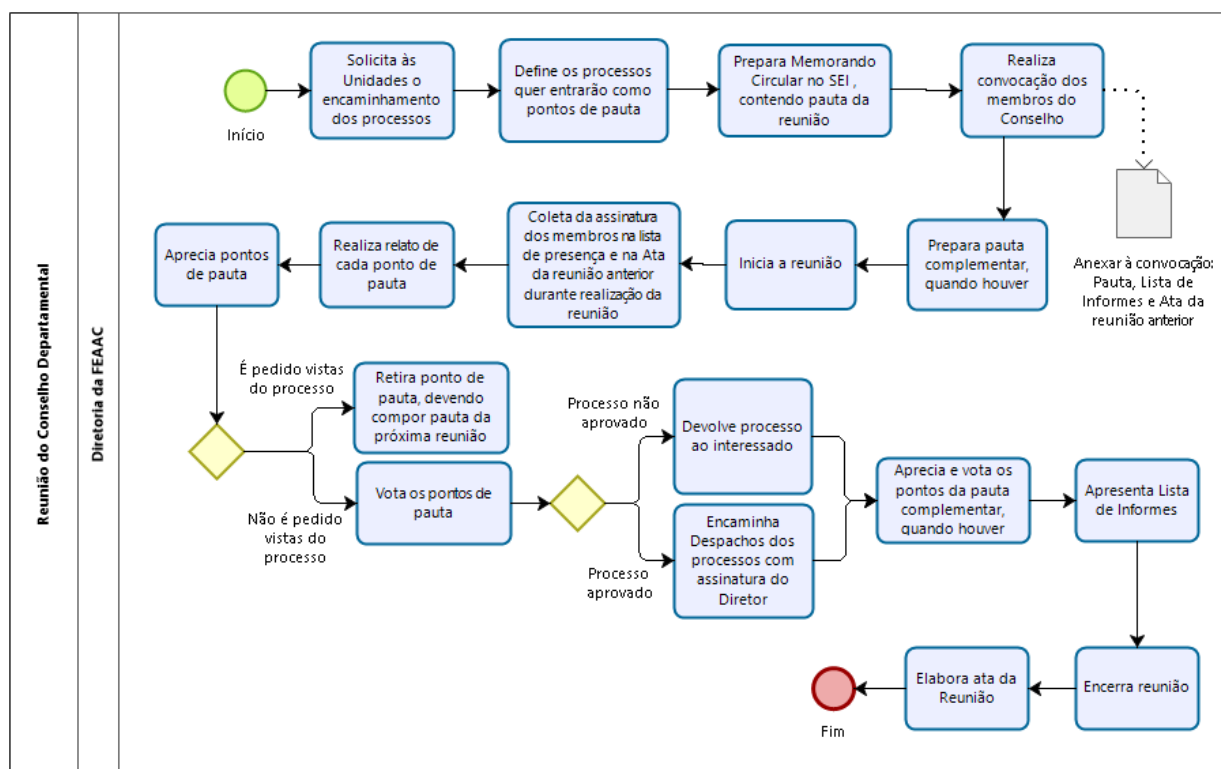 Reunião do Conselho Departamental
Diretoria da FEAAC
Início
Solicita às
Unidades o
encaminhamento
dos processos
Define os processos
quer entrarão como
pontos de pauta
Prepara Memorando
Circular no SEI ,
contendo pauta da
reunião
Realiza
convocação dos
membros do
Conselho
Anexar à convocação:
Pauta, Lista de
Informes e Ata da
reunião anterior
Prepara pauta
complementar,
quando houver
Inicia a reunião
Coleta da assinatura
dos membros na lista
de presença e na Ata
da reunião anterior
durante realização da
reunião
Realiza relato de
cada ponto de
pauta
Aprecia pontos
de pauta
É pedido vistas
do processo
Retira ponto de
pauta, devendo
compor pauta da
próxima reunião
Não é pedido
vistas do
processo
Vota os pontos de
pauta
Processo não
aprovado
Devolve processo
ao interessado
Processo
aprovado
Encaminha
Despachos dos
processos com
assinatura do
Diretor
Aprecia e vota os
pontos da pauta
complementar,
quando houver
Apresenta Lista
de Informes
Encerra reunião
Elabora ata da
Reunião
Fim